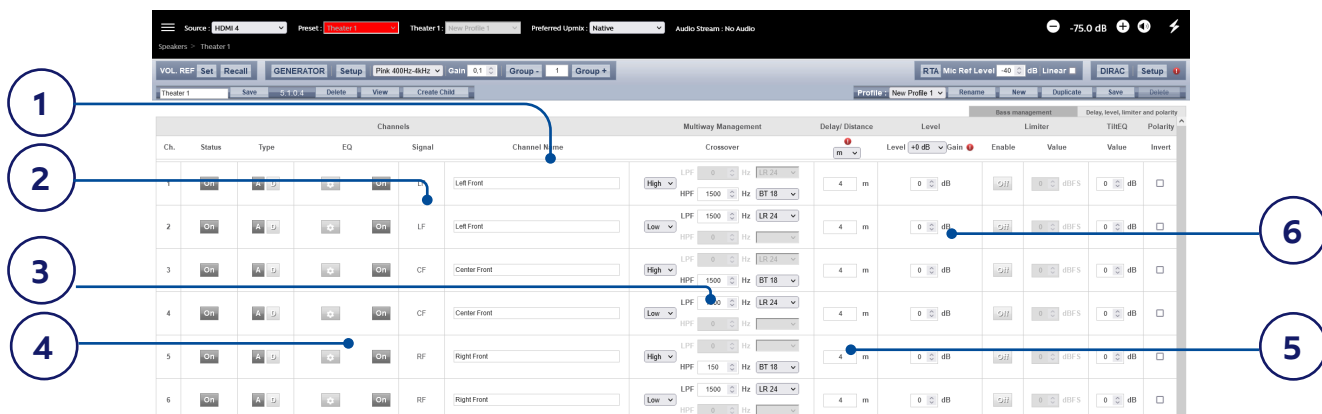 Source : HDMI 4 Preset : Theater 1 Theater 1 : New Profile 1 Preferred Upmix : Native Audio Stream : No Audio -75.0 dB
Speakers > Theater 1
VOL. REF Set Recall GENERATOR Setup Pink 400Hz-4kHz Gain 0,1 Group - 1 Group + RTA Mic Ref Level -40 dB Linear DIRAC Setup
Theater 1 Save 5.1.0.4 Delete View Create Child Profile : New Profile 1 Rename New Duplicate Save Delete
Bass management Delay, level, limiter and polarity
Channels Multiway Management Delay/ Distance Level Limiter TiltEQ Polarity
Ch. Status Type EQ Signal Channel Name Crossover m Level +0 dB Gain Enable Value Value Invert
LPF 0 Hz LR 24
1 On A D On Left Front High 4 m 0 dB Off 0 dBFS 0 dB
HPF 1500 Hz BT 18
LPF 1500 Hz LR 24
2 On A D On LF Left Front Low 4 m 0 dB Off 0 dBFS 0 dB
HPF 0 Hz
LPF 0 Hz LR 24
3 On A D On CF Center Front High 4 m 0 dB Off 0 dBFS 0 dB
HPF 1500 Hz BT 18
LPF Hz LR 24
4 On A D On CF Center Front Low 4 m 0 dB Off 0 dBFS 0 dB
HPF 0 Hz
LPF 0 Hz
5 On A D On RF Right Front High 4 m 0 dB Off 0 dBFS 0 dB
HPF 150 Hz BT 18
LPF 1500 Hz LR 24
6 On A D On RF Right Front Low 4 m 0 dB Off 0 dBFS 0 dB
HPF 0 Hz
1
2
3
4
5
6